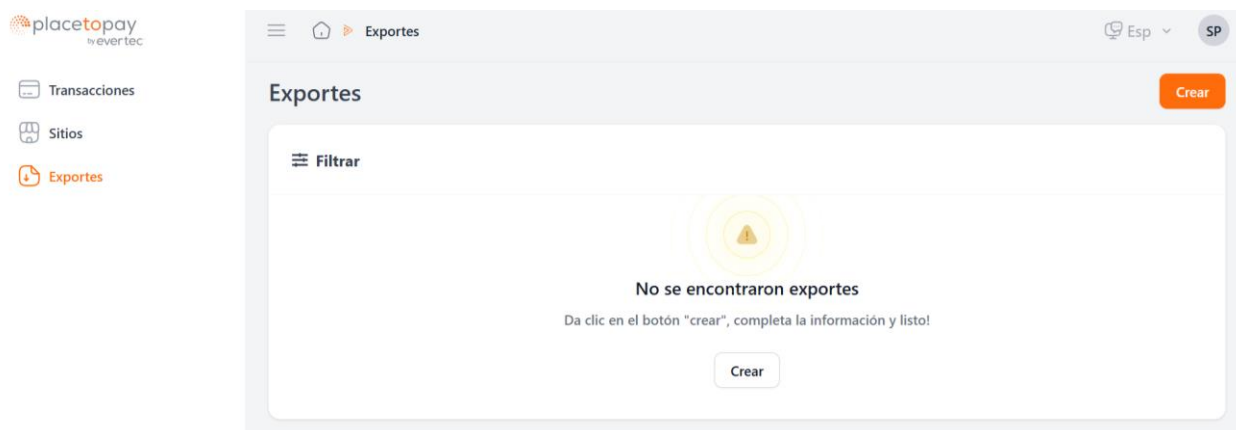 placetopay
by evertec
Exportes
Esp
SP
Transacciones
Sitios
Exportes
Exportes
Crear
Filtrar
No se encontraron exportes
Da clic en el botón "crear", completa la información y listo!
Crear